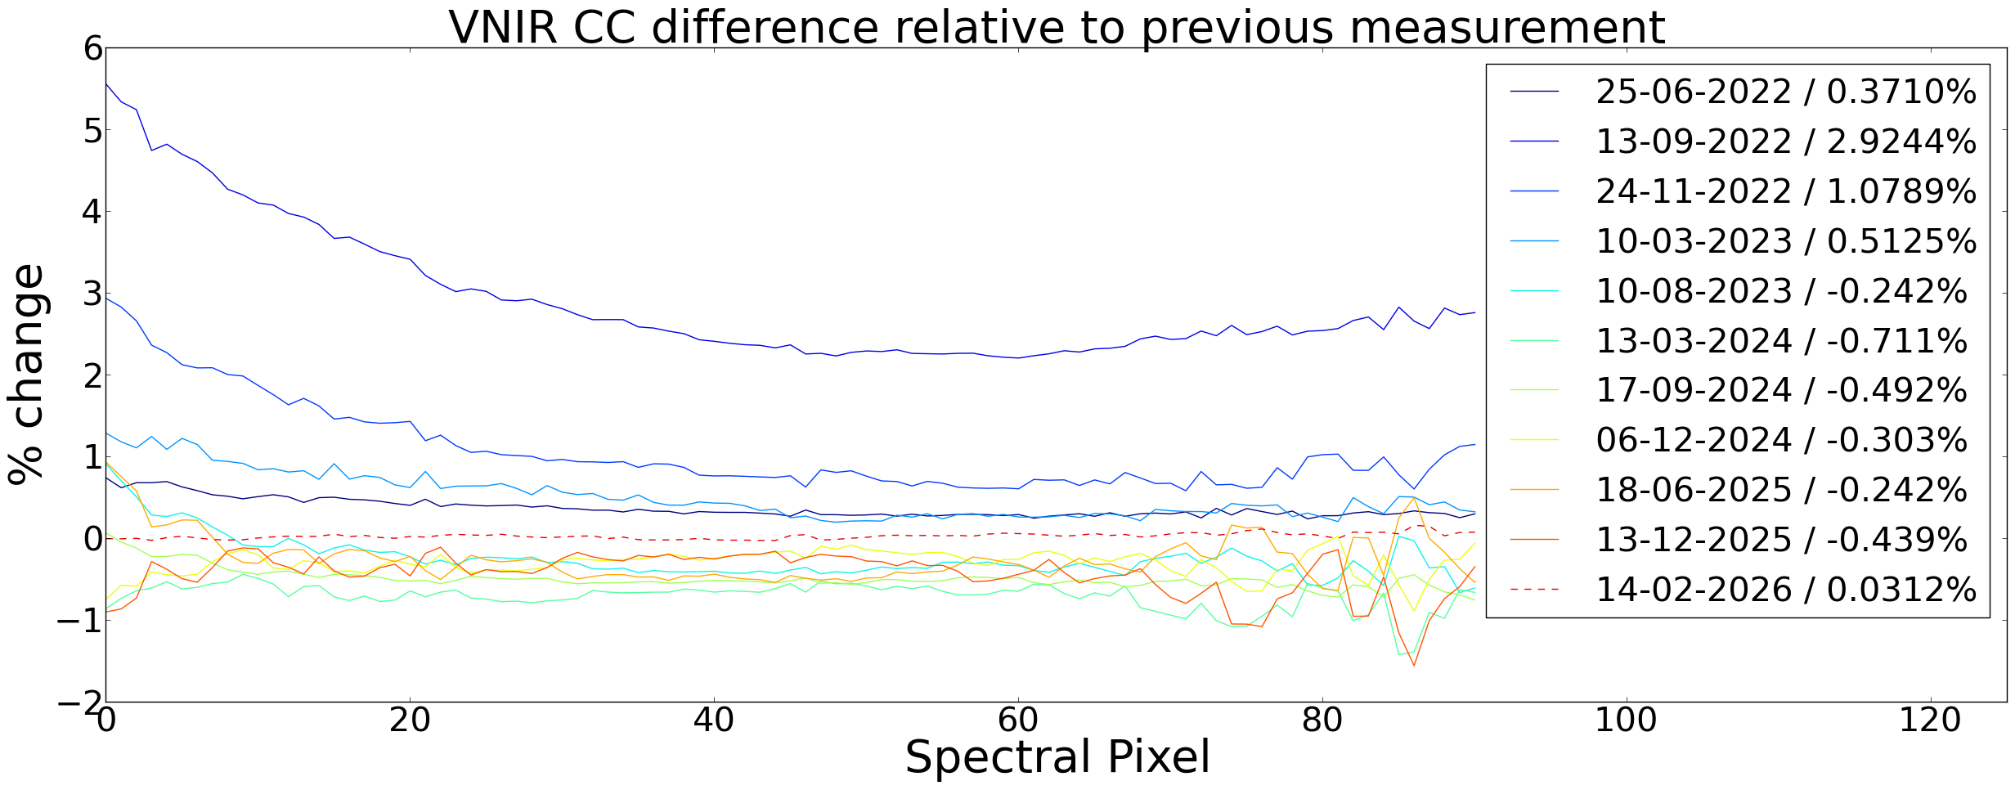 VNIR CC difference relative to previous measurement
% change
6
5
4
3
2
1
0
−1
−2
0 20 40 60 80 100 120
Spectral Pixel
25-06-2022 / 0.3710%
13-09-2022 / 2.9244%
24-11-2022 / 1.0789%
10-03-2023 / 0.5125%
10-08-2023 / -0.242%
13-03-2024 / -0.711%
17-09-2024 / -0.492%
06-12-2024 / -0.303%
18-06-2025 / -0.242%
13-12-2025 / -0.439%
14-02-2026 / 0.0312%